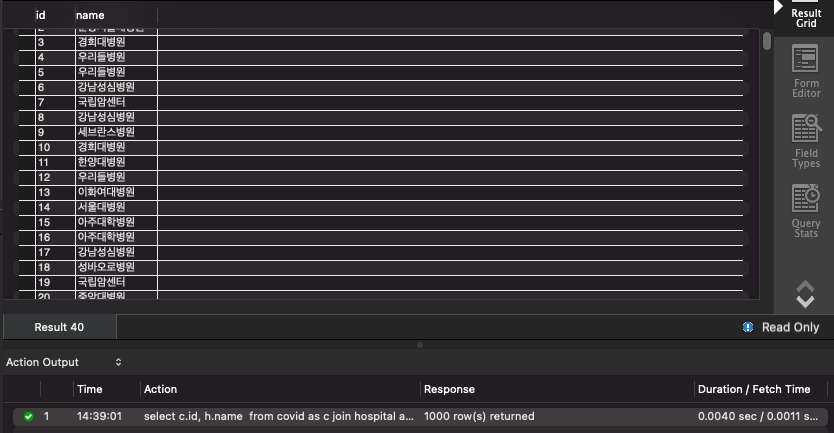 id name
3 경희대병원
4 우리들병원
5 우리들병원
6 강남성심병원
7 국립암센터
8 강남성심병원
9 세브란스병원
10 경희대병원
11 한양대병원
12 우리들병원
13 이화여대병원
14 서울대병원
15 아주대학병원
16 아주대학병원
17 강남성심병원
18 성바오로병원
19 국립암센터
20 중앙대병원
Result Grid
Form Editor
Field Types
Query Stats
Result 40 Read Only
Action Output
Time Action Response Duration / Fetch Time
1 14:39:01 select c.id, h.name from covid as c join hospital a... 1000 row(s) returned 0.0040 sec / 0.0011 s...